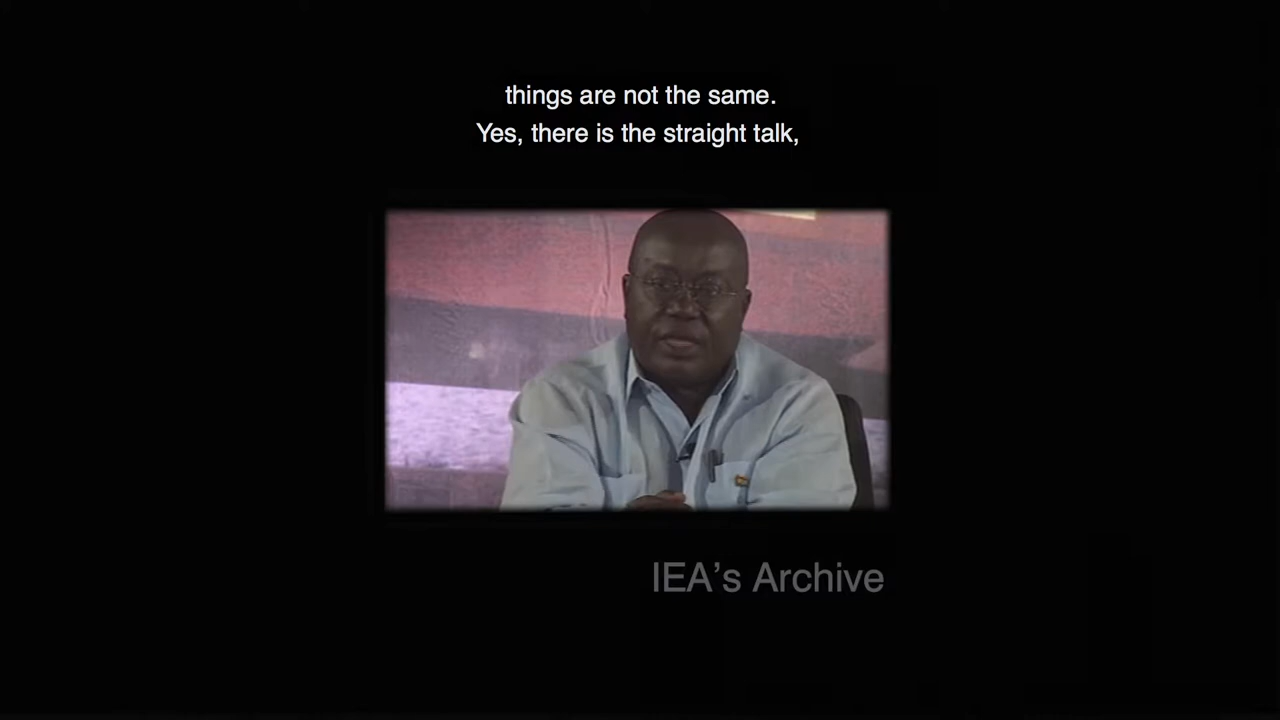 things are not the same.
Yes, there is the straight talk,
IEA’s Archive